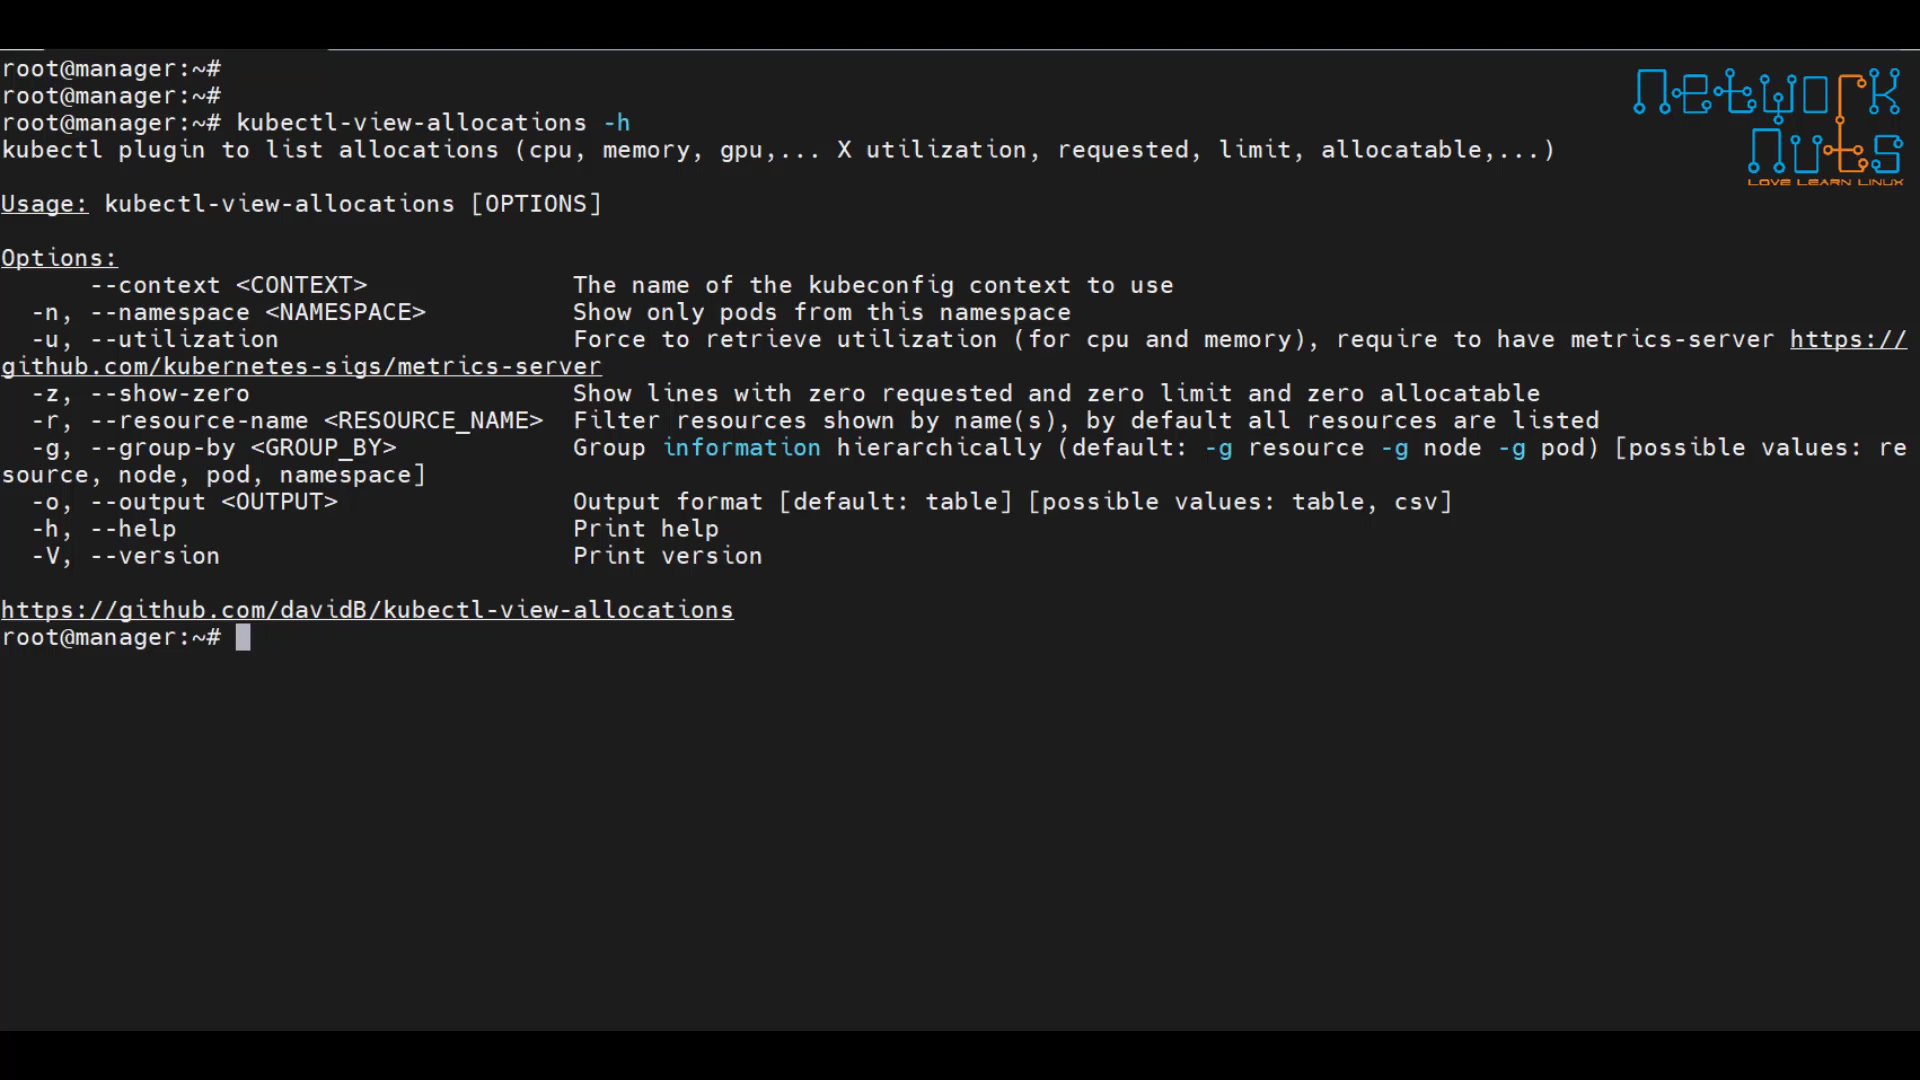 root@manager:~#
root@manager:~#
root@manager:~# kubectl-view-allocations -h
kubectl plugin to list allocations (cpu, memory, gpu,... X utilization, requested, limit, allocatable,...)
Usage: kubectl-view-allocations [OPTIONS]
Options:
      --context <CONTEXT>              The name of the kubeconfig context to use
  -n, --namespace <NAMESPACE>          Show only pods from this namespace
  -u, --utilization                    Force to retrieve utilization (for cpu and memory), require to have metrics-server https://
github.com/kubernetes-sigs/metrics-server
  -z, --show-zero                      Show lines with zero requested and zero limit and zero allocatable
  -r, --resource-name <RESOURCE_NAME>  Filter resources shown by name(s), by default all resources are listed
  -g, --group-by <GROUP_BY>            Group information hierarchically (default: -g resource -g node -g pod) [possible values: re
source, node, pod, namespace]
  -o, --output <OUTPUT>                Output format [default: table] [possible values: table, csv]
  -h, --help                           Print help
  -V, --version                        Print version
https://github.com/davidB/kubectl-view-allocations
root@manager:~#
Network
Nuts
LOVE LEARN LINUX